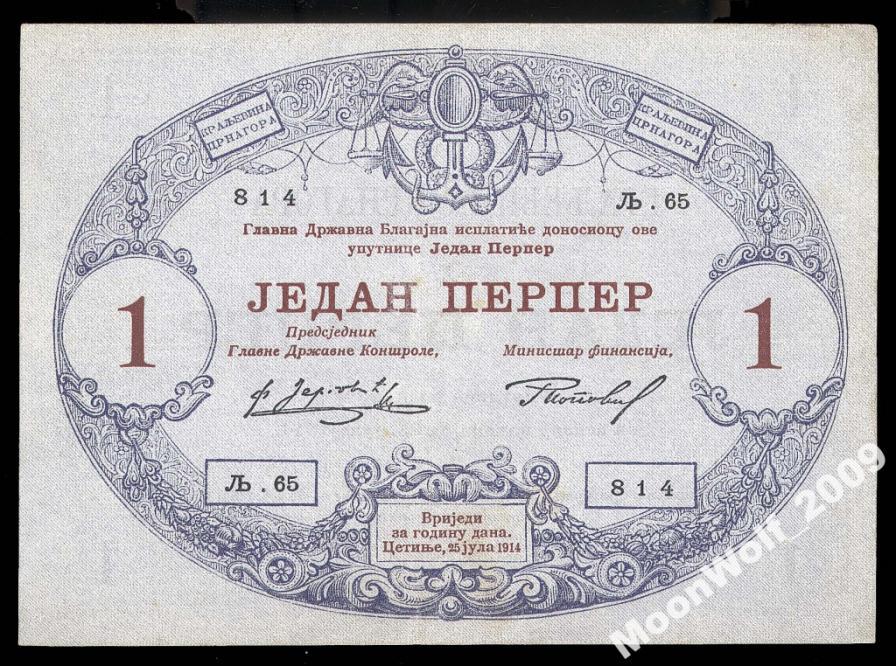 КРАЉЕВИНА
ЦРНАГОРА
КРАЉЕВИНА
ЦРНАГОРА
814
Љ . 65
Главна Државна Благајна исплатиће доносиоцу ове
упутнице Један Перпер
1
ЈЕДАН ПЕРПЕР
1
Предсједник
Главне Државне Контроле,
Министар финансија,
Љ . 65
814
Вриједи
за годину дана.
Цетиње, 25 јула 1914
MoonWolf_2009